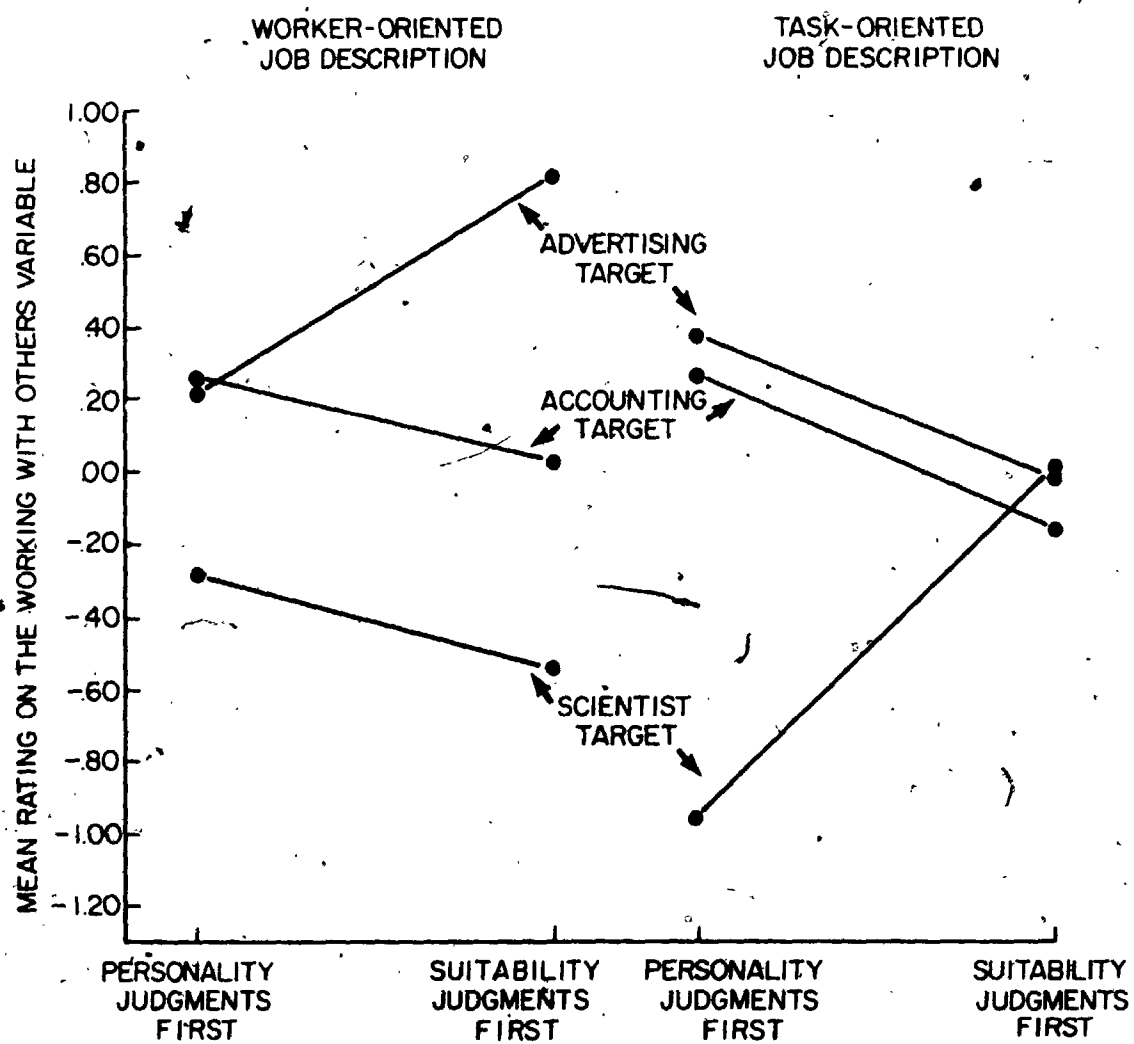 WORKER-ORIENTED
JOB DESCRIPTION
TASK-ORIENTED
JOB DESCRIPTION
MEAN RATING ON THE WORKING WITH OTHERS VARIABLE
1.00
.80
.60
.40
.20
.00
-.20
-.40
-.60
-.80
-1.00
-1.20
ADVERTISING
TARGET
ACCOUNTING
TARGET
SCIENTIST
TARGET
PERSONALITY
JUDGMENTS
FIRST
SUITABILITY
JUDGMENTS
FIRST
PERSONALITY
JUDGMENTS
FIRST
SUITABILITY
JUDGMENTS
FIRST